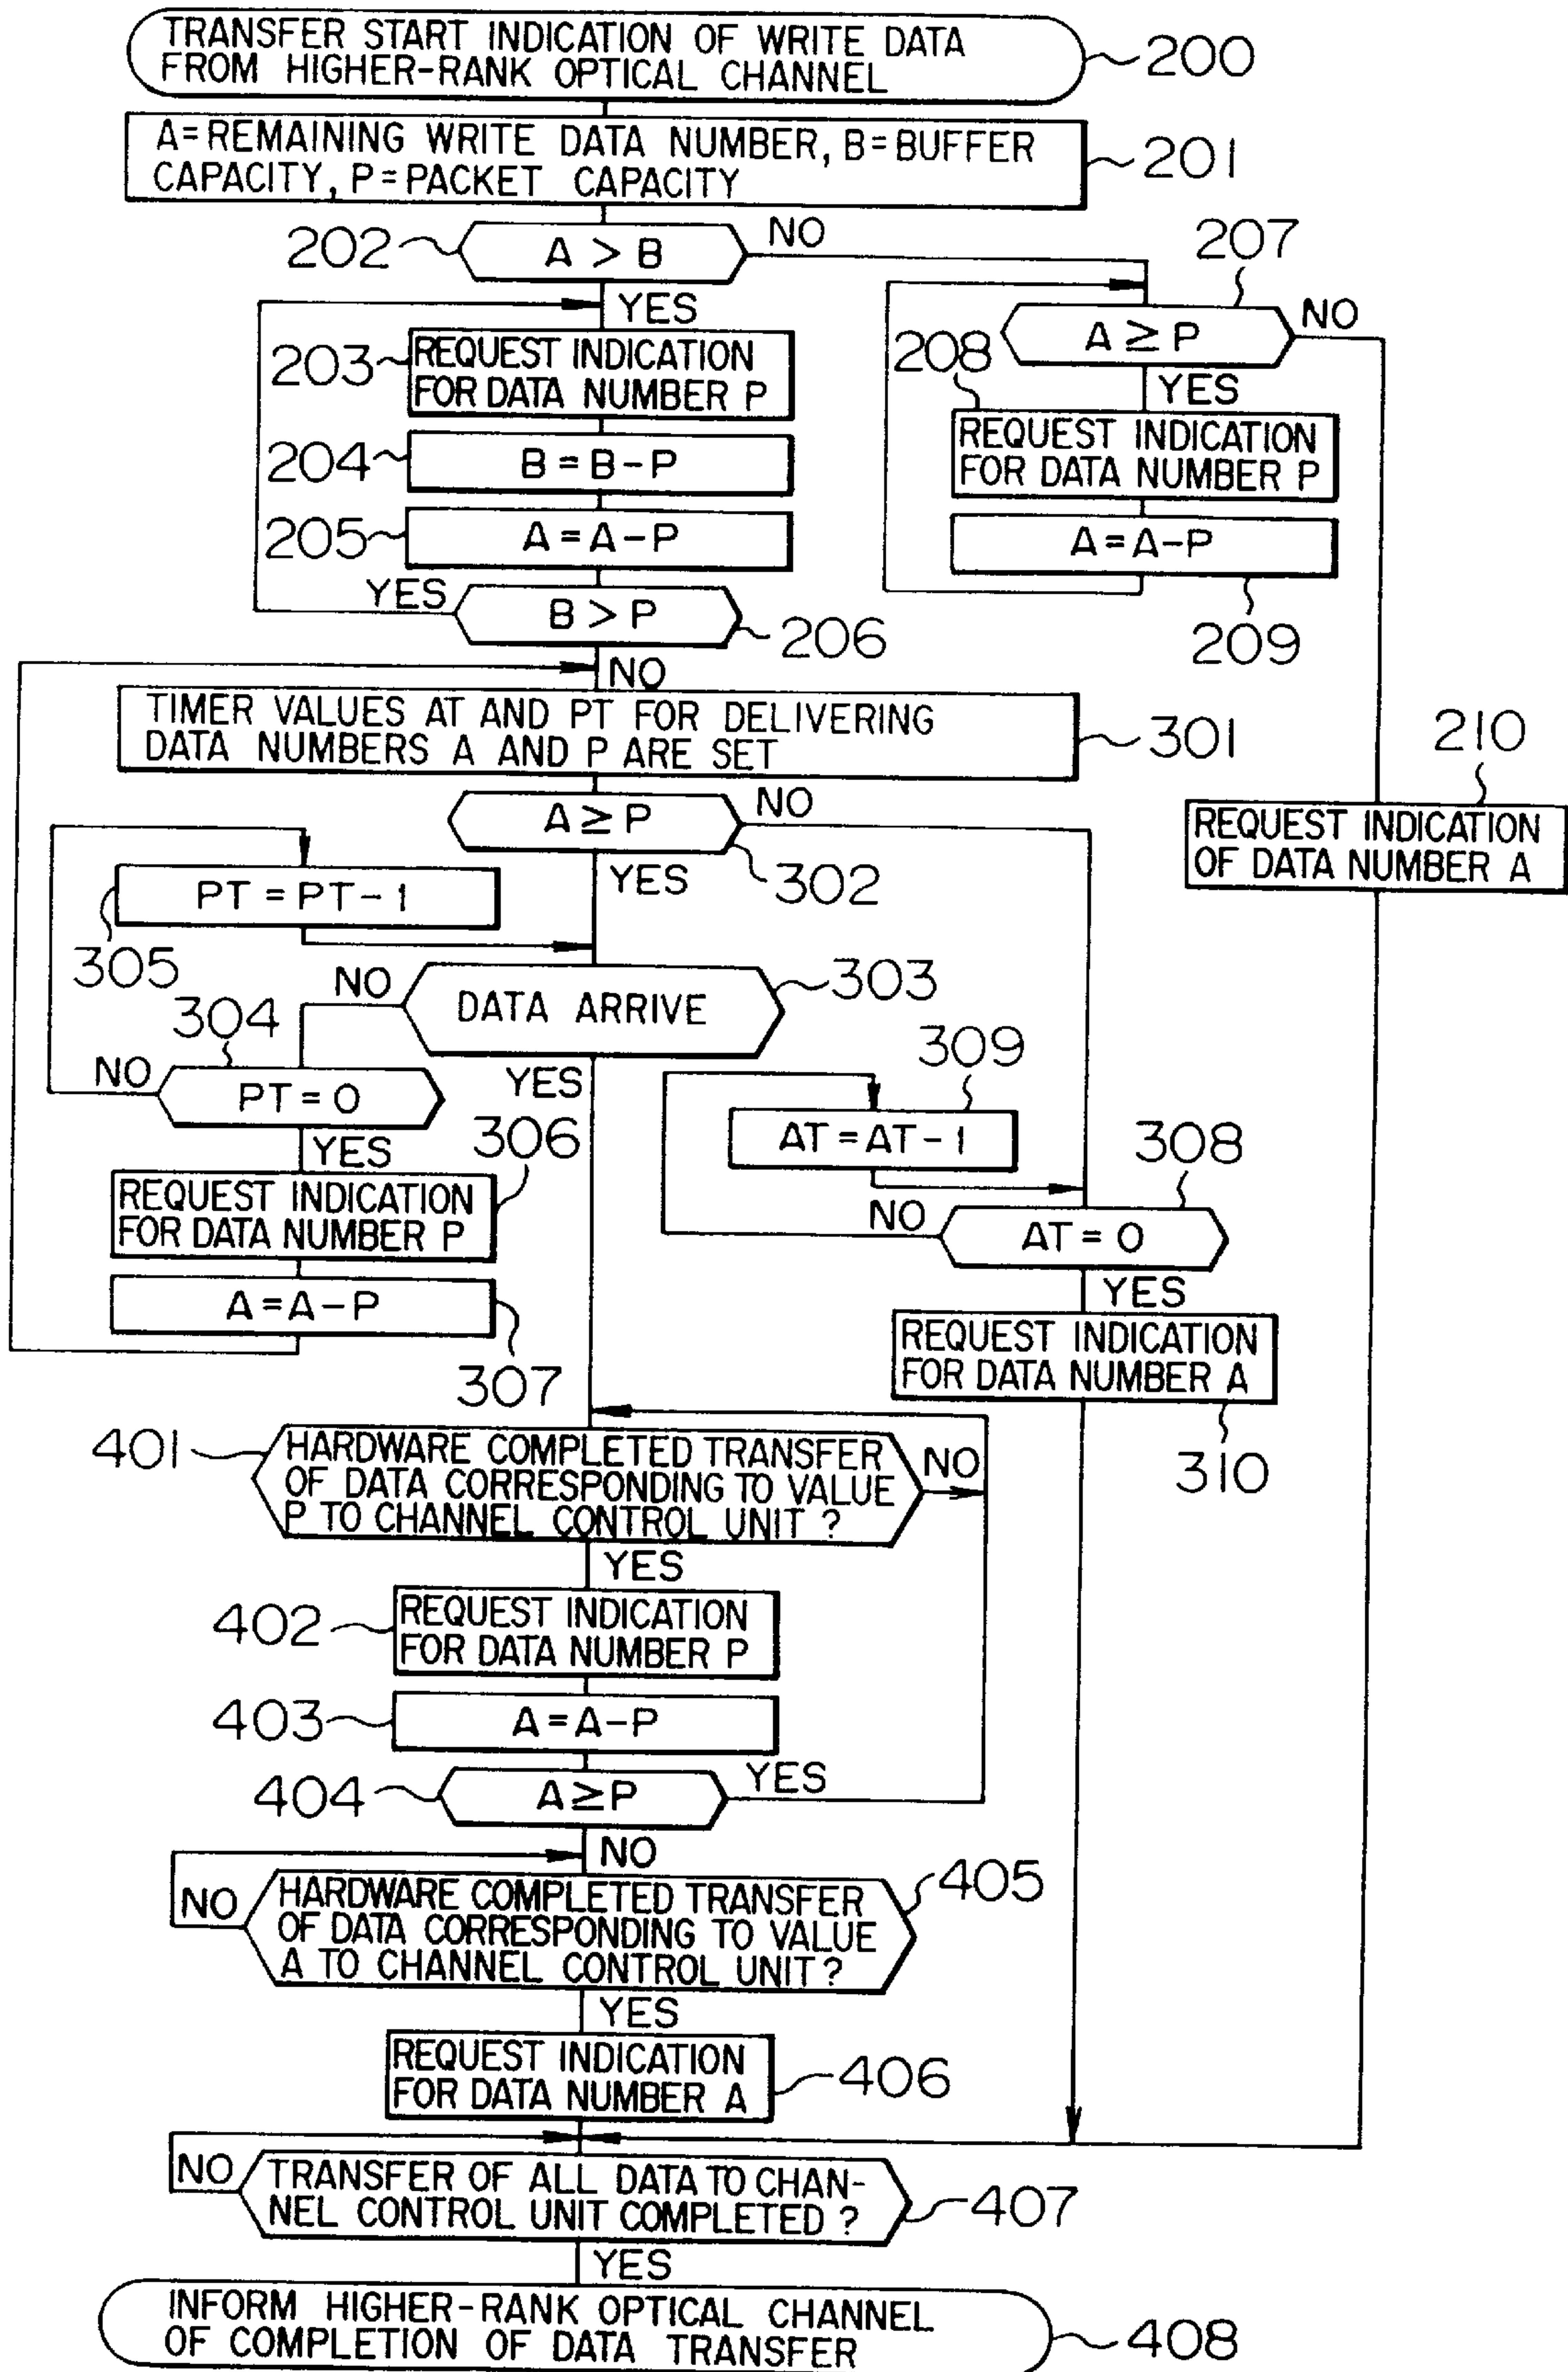 TRANSFER START INDICATION OF WRITE DATA
FROM HIGHER-RANK OPTICAL CHANNEL
200
A=REMAINING WRITE DATA NUMBER, B=BUFFER
CAPACITY, P=PACKET CAPACITY
201
202
A > B
NO
207
YES
A ≥ P
NO
203
REQUEST INDICATION
FOR DATA NUMBER P
208
YES
REQUEST INDICATION
FOR DATA NUMBER P
204
B = B-P
205
A = A-P
A = A-P
YES
B > P
206
209
NO
TIMER VALUES AT AND PT FOR DELIVERING
DATA NUMBERS A AND P ARE SET
301
210
A ≥ P
NO
REQUEST INDICATION
OF DATA NUMBER A
302
YES
PT = PT-1
305
NO
DATA ARRIVE
303
304
309
NO
PT = 0
YES
AT = AT-1
308
YES
306
REQUEST INDICATION
FOR DATA NUMBER P
NO
AT = 0
A = A-P
YES
307
REQUEST INDICATION
FOR DATA NUMBER A
310
401
HARDWARE COMPLETED TRANSFER
OF DATA CORRESPONDING TO VALUE
P TO CHANNEL CONTROL UNIT ?
NO
YES
402
REQUEST INDICATION
FOR DATA NUMBER P
403
A = A-P
404
A≥P
YES
NO
NO
HARDWARE COMPLETED TRANSFER
OF DATA CORRESPONDING TO VALUE
A TO CHANNEL CONTROL UNIT ?
405
YES
REQUEST INDICATION
FOR DATA NUMBER A
406
NO
TRANSFER OF ALL DATA TO CHAN-
NEL CONTROL UNIT COMPLETED ?
407
YES
INFORM HIGHER-RANK OPTICAL CHANNEL
OF COMPLETION OF DATA TRANSFER
408